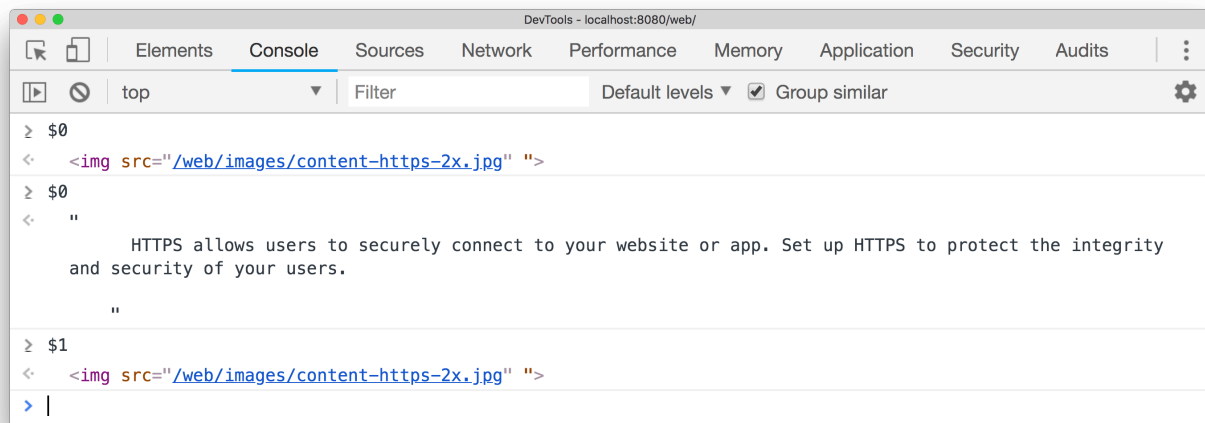 DevTools - localhost:8080/web/
Elements Console Sources Network Performance Memory Application Security Audits
top Filter Default levels Group similar
$0
<img src="/web/images/content-https-2x.jpg" ">
$0
"
HTTPS allows users to securely connect to your website or app. Set up HTTPS to protect the integrity
and security of your users.
"
$1
<img src="/web/images/content-https-2x.jpg" ">